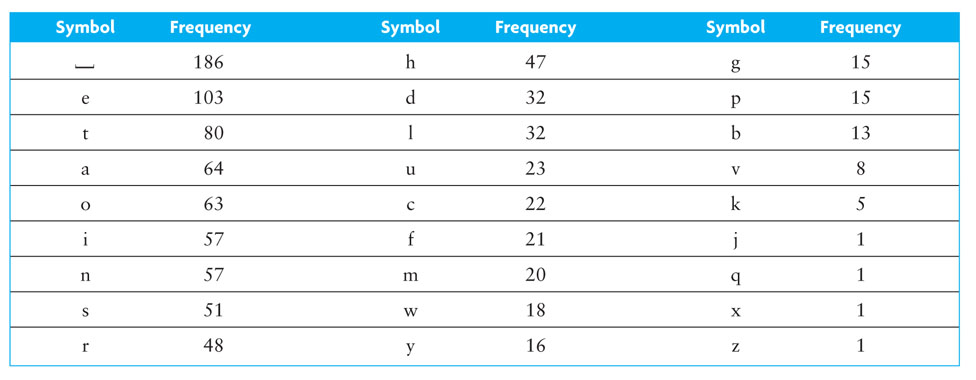 Symbol Frequency Symbol Frequency Symbol Frequency
␣ 186 h 47 g 15
e 103 d 32 p 15
t 80 l 32 b 13
a 64 u 23 v 8
o 63 c 22 k 5
i 57 f 21 j 1
n 57 m 20 q 1
s 51 w 18 x 1
r 48 y 16 z 1